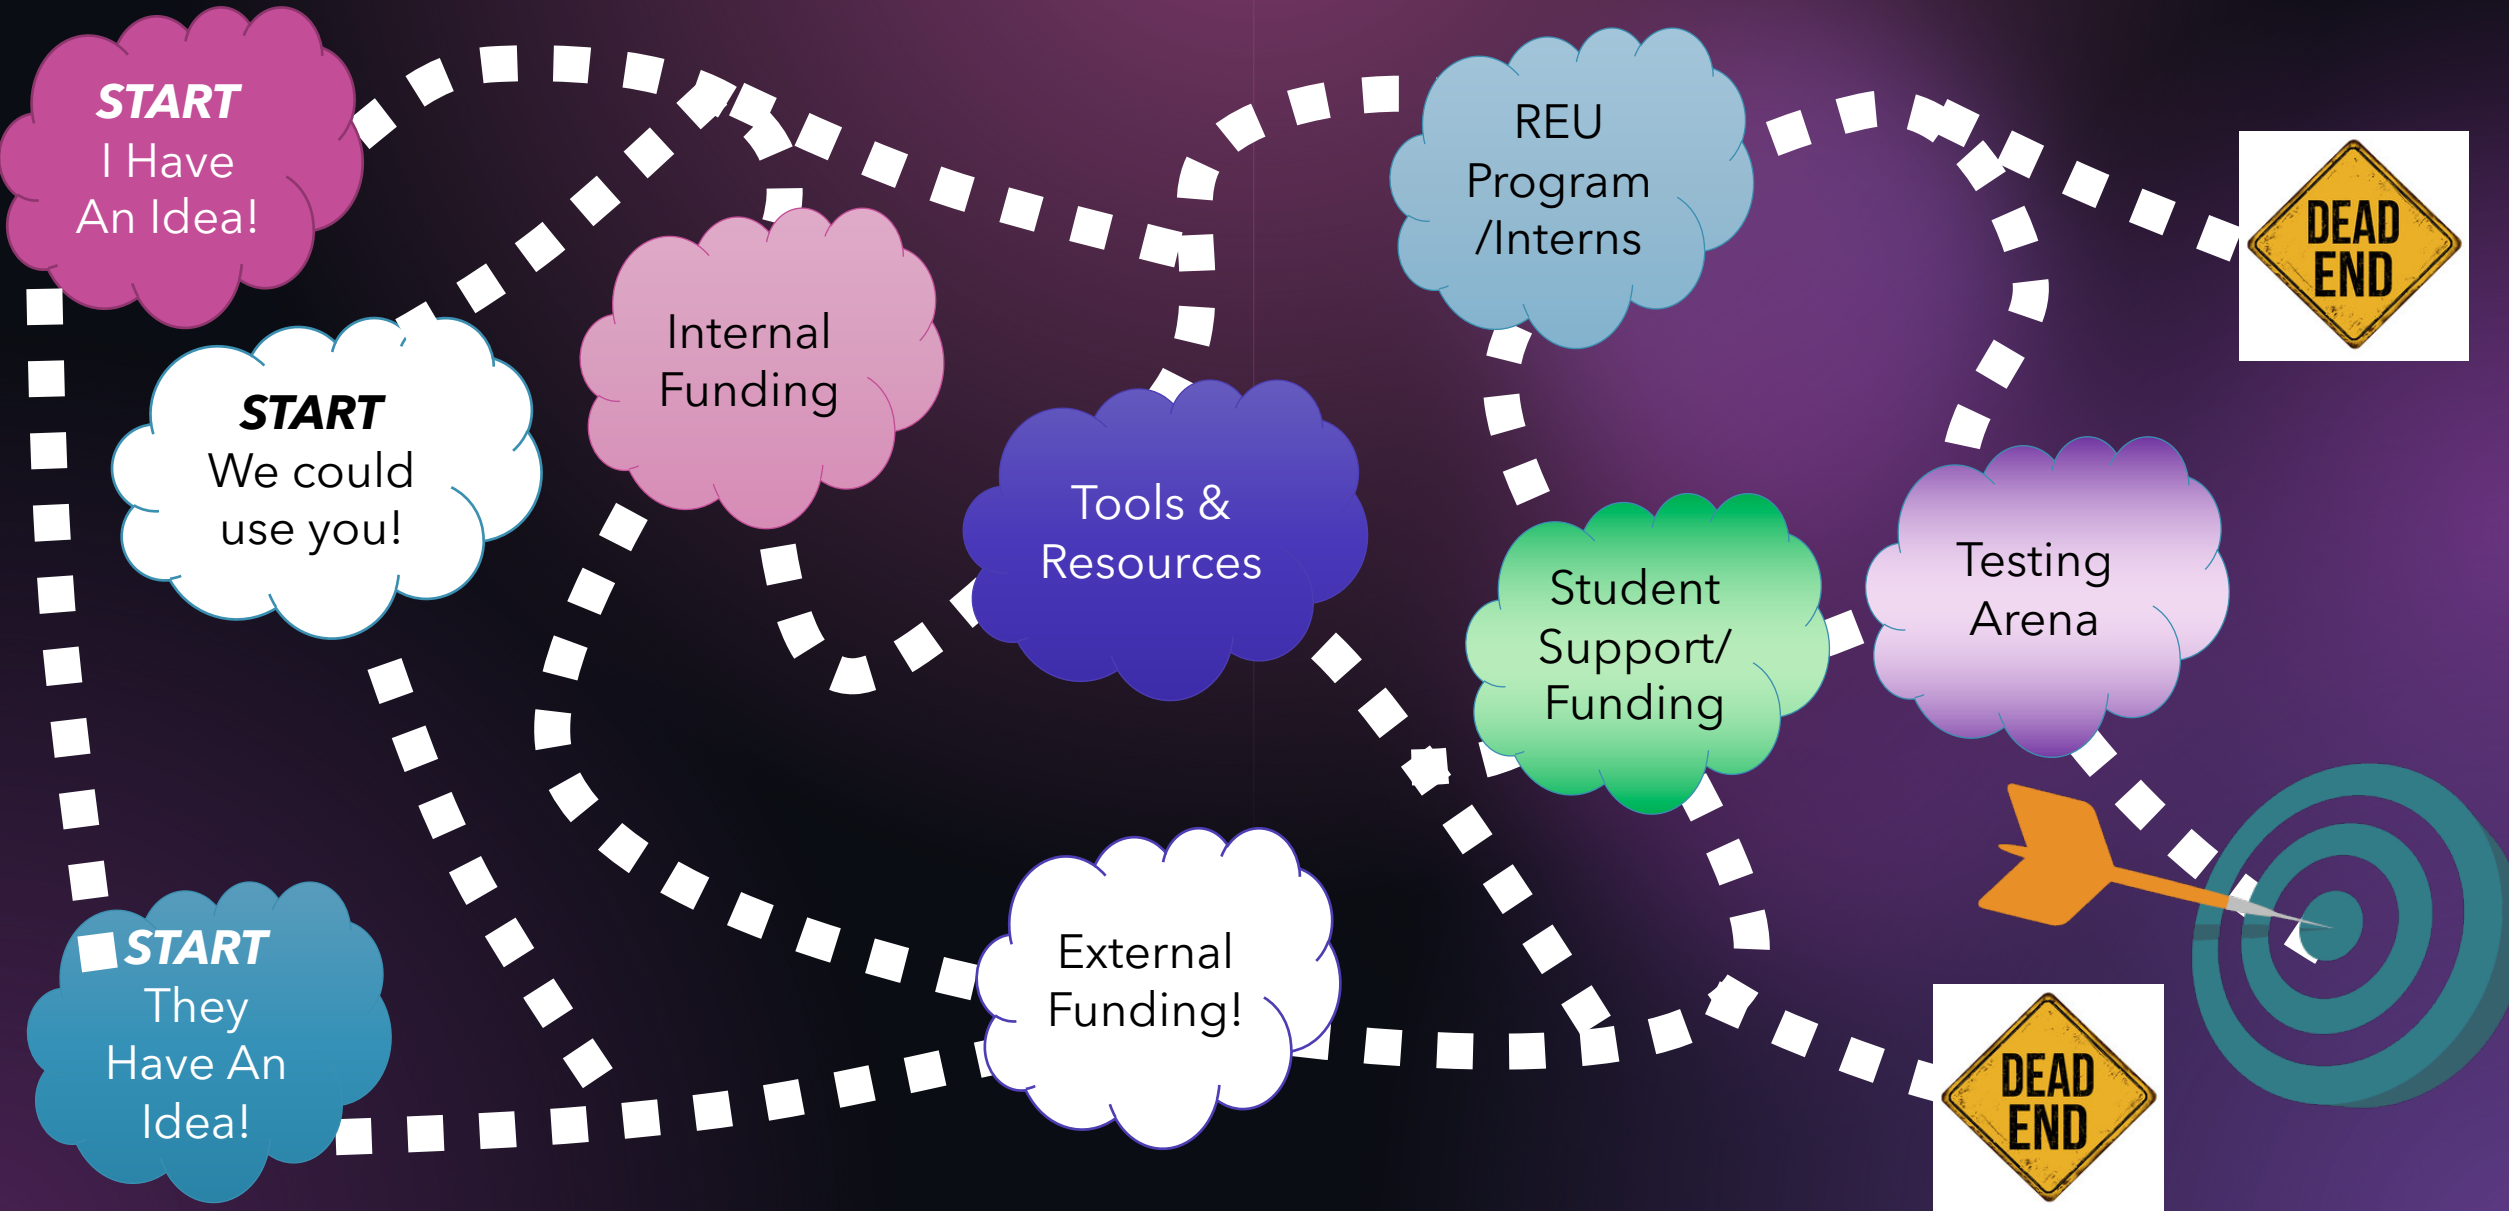 START
I Have
An Idea!
START
We could
use you!
START
They
Have An
Idea!
Internal
Funding
Tools &
Resources
External
Funding!
REU
Program
/Interns
Student
Support/
Funding
Testing
Arena
DEAD
END
DEAD
END